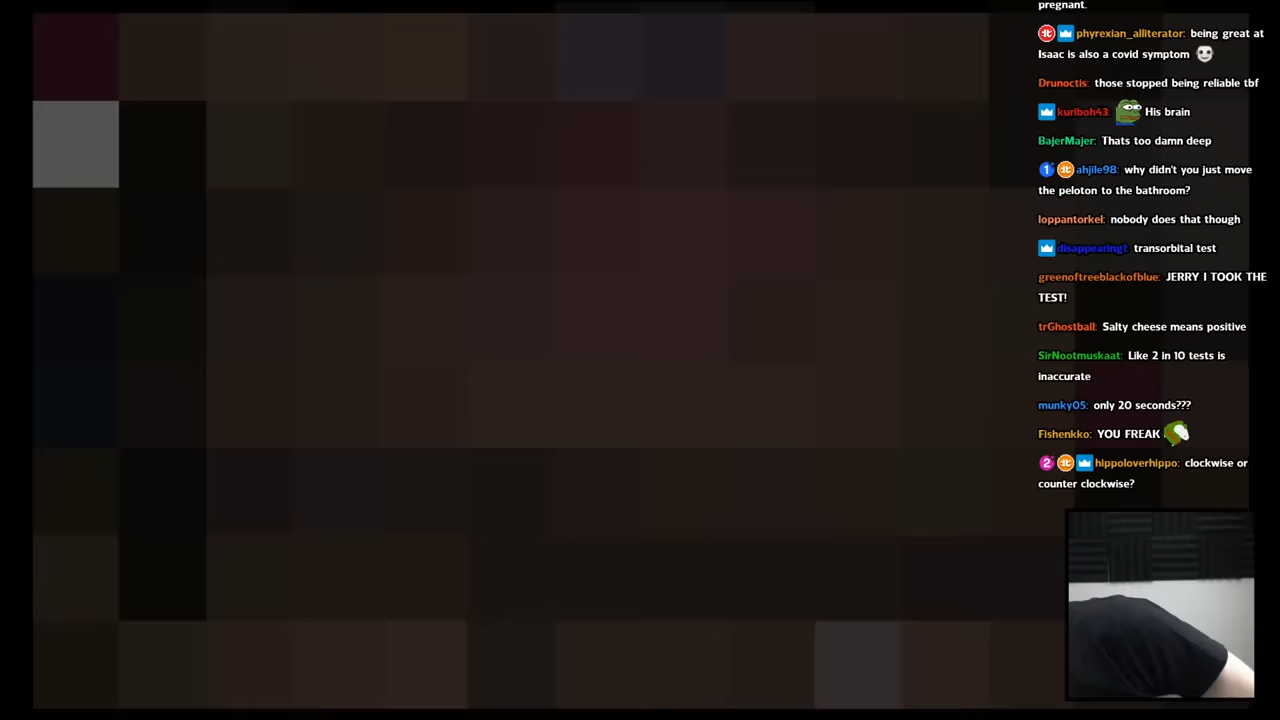 pregnant.
phyrexian_alliterator: being great at
Isaac is also a covid symptom
Drunoctis: those stopped being reliable tbf
kuriboh43: His brain
BajerMajer: Thats too damn deep
1 ahjile98: why didn't you just move
the peloton to the bathroom?
loppantorkel: nobody does that though
disappearing1: transorbital test
greenoftreeblackofblue: JERRY I TOOK THE
TEST!
trGhostball: Salty cheese means positive
SirNootmuskaat: Like 2 in 10 tests is
inaccurate
munky05: only 20 seconds???
Fishenkko: YOU FREAK
2 hippoloverhippo: clockwise or
counter clockwise?